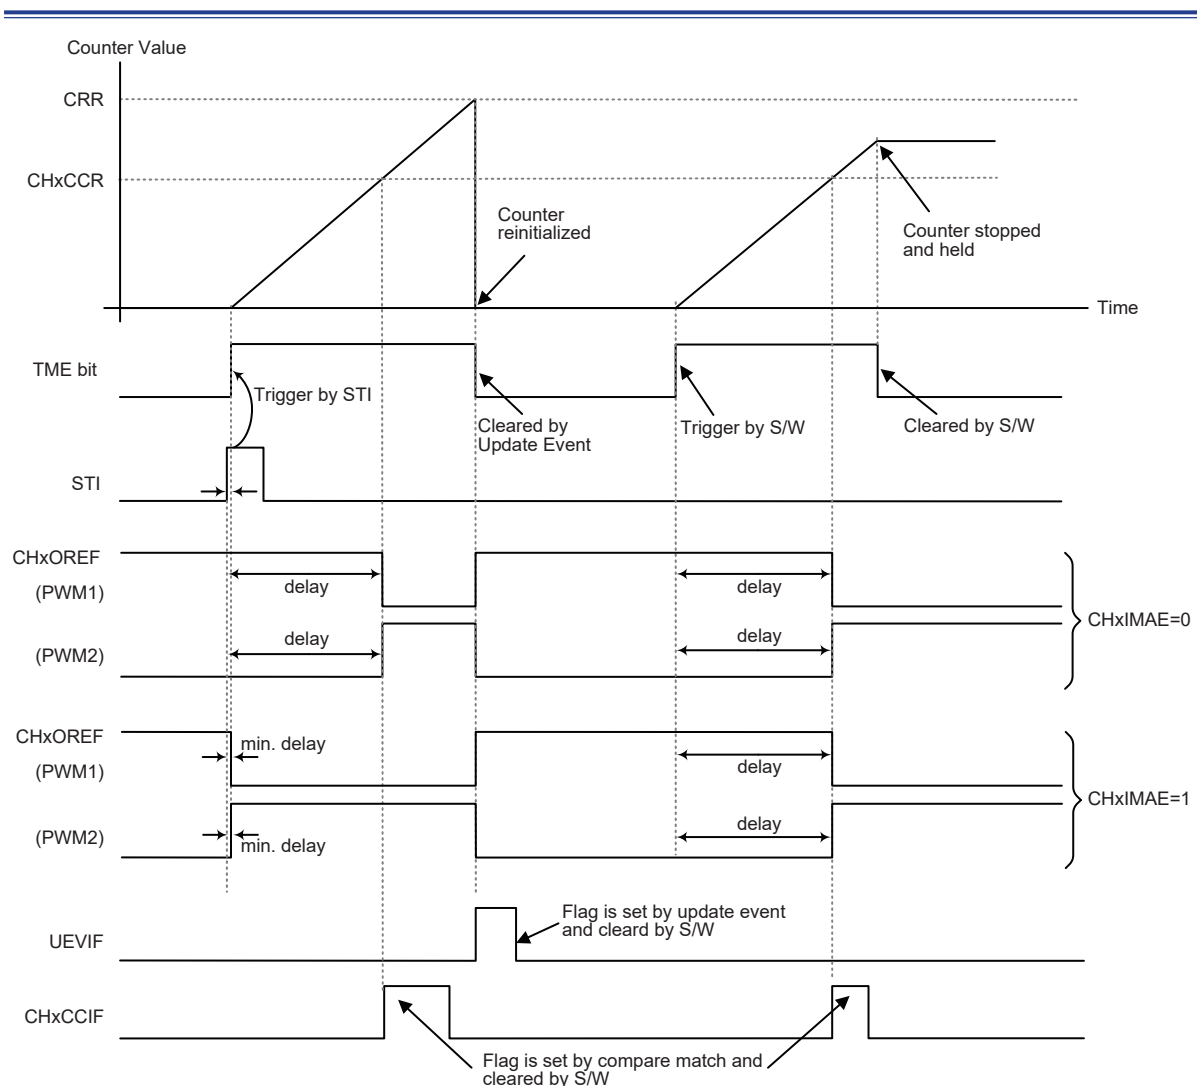 Counter Value
CRR
CHxCCR
Counter
reinitialized
Counter stopped
and held
Time
TME bit
Trigger by STI
Cleared by
Update Event
Trigger by S/W
Cleared by S/W
STI
CHxOREF
(PWM1)
delay
delay
(PWM2)
delay
delay
CHxIMAE=0
CHxOREF
(PWM1)
min. delay
delay
(PWM2)
min. delay
delay
CHxIMAE=1
UEVIF
Flag is set by update event
and cleard by S/W
CHxCCIF
Flag is set by compare match and
cleared by S/W